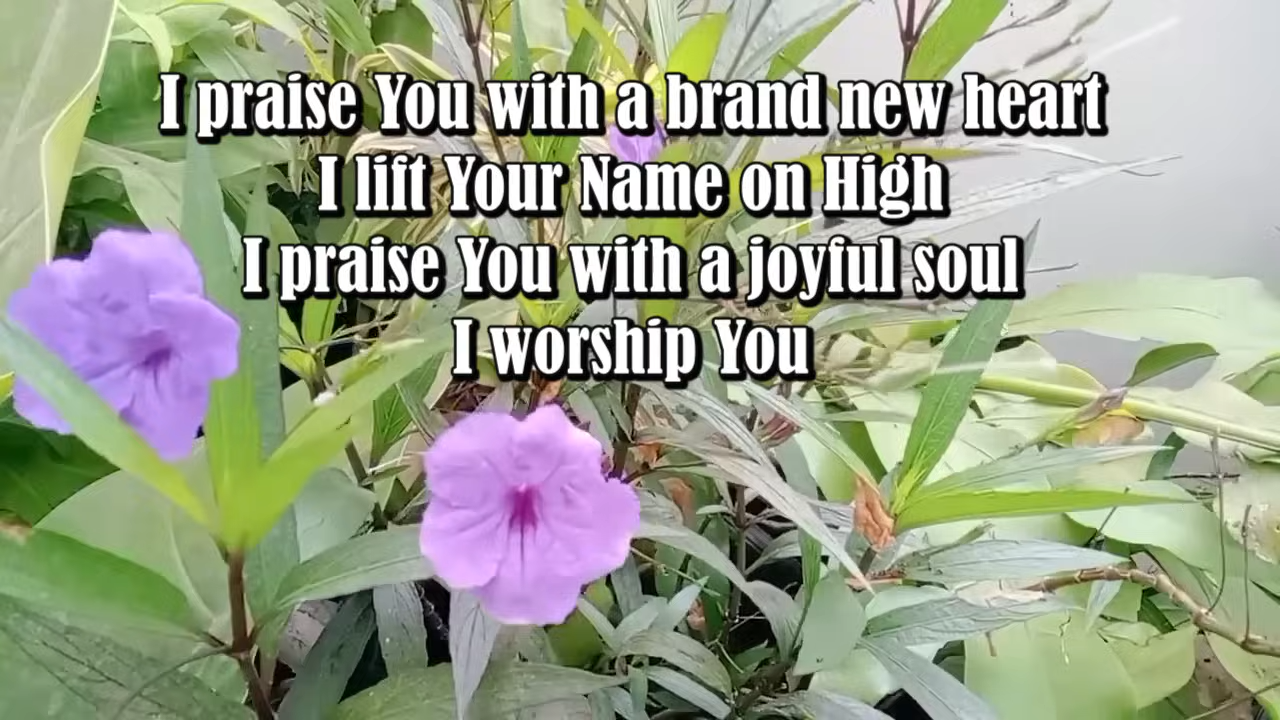 I praise You with a brand new heart
I lift Your Name on High
I praise You with a joyful soul
I worship You